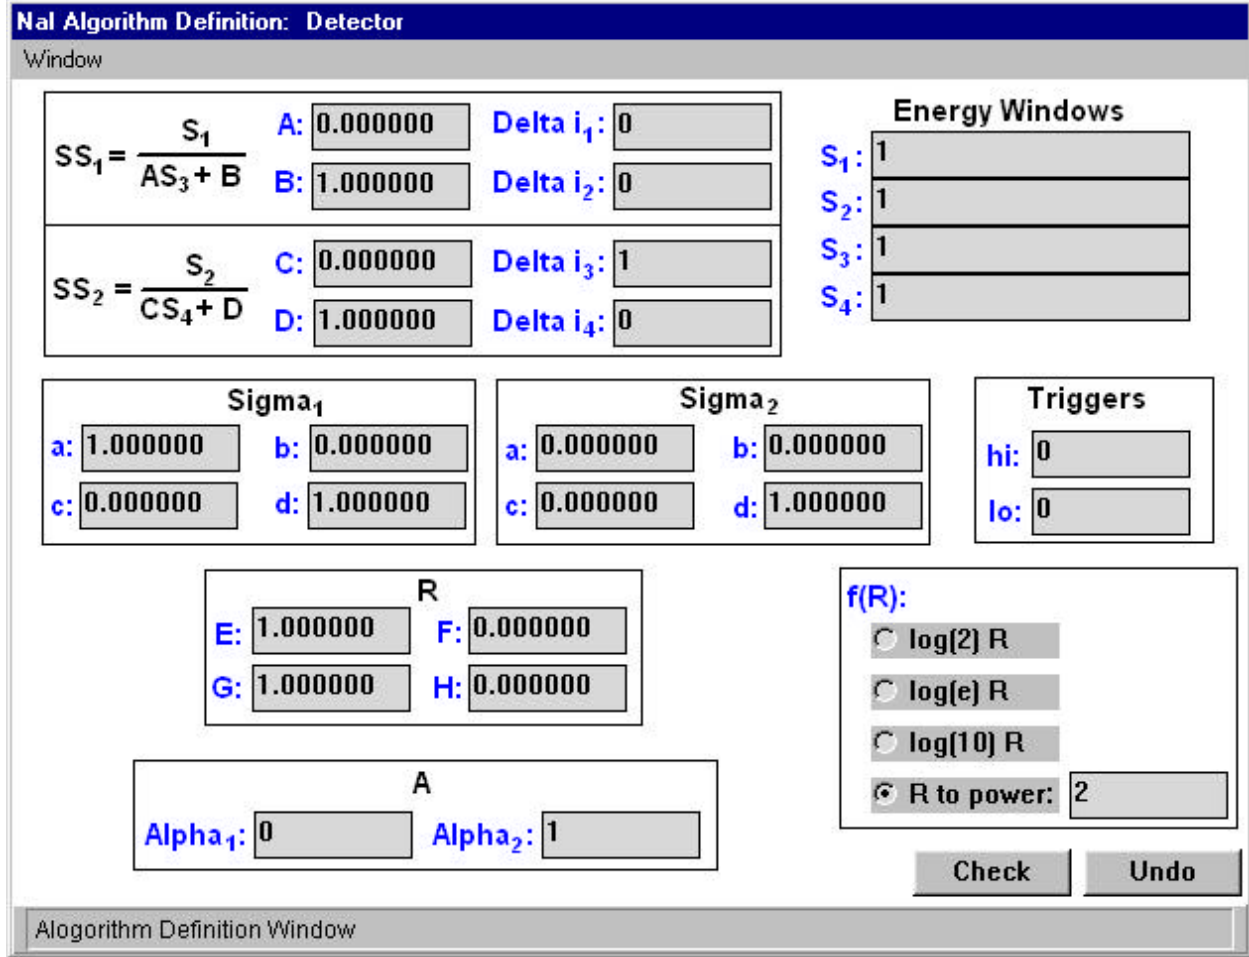 NaI Algorithm Definition: Detector
Window
SS1 = S1 / AS3 + B
A: 0.000000 Delta i1: 0
B: 1.000000 Delta i2: 0
SS2 = S2 / CS4 + D
C: 0.000000 Delta i3: 1
D: 1.000000 Delta i4: 0
Energy Windows
S1: 1
S2: 1
S3: 1
S4: 1
Sigma1
a: 1.000000 b: 0.000000
c: 0.000000 d: 1.000000
Sigma2
a: 0.000000 b: 0.000000
c: 0.000000 d: 1.000000
Triggers
hi: 0
lo: 0
R
E: 1.000000 F: 0.000000
G: 1.000000 H: 0.000000
f(R):
log(2) R
log(e) R
log(10) R
R to power: 2
A
Alpha1: 0 Alpha2: 1
Check Undo
Alogorithm Definition Window